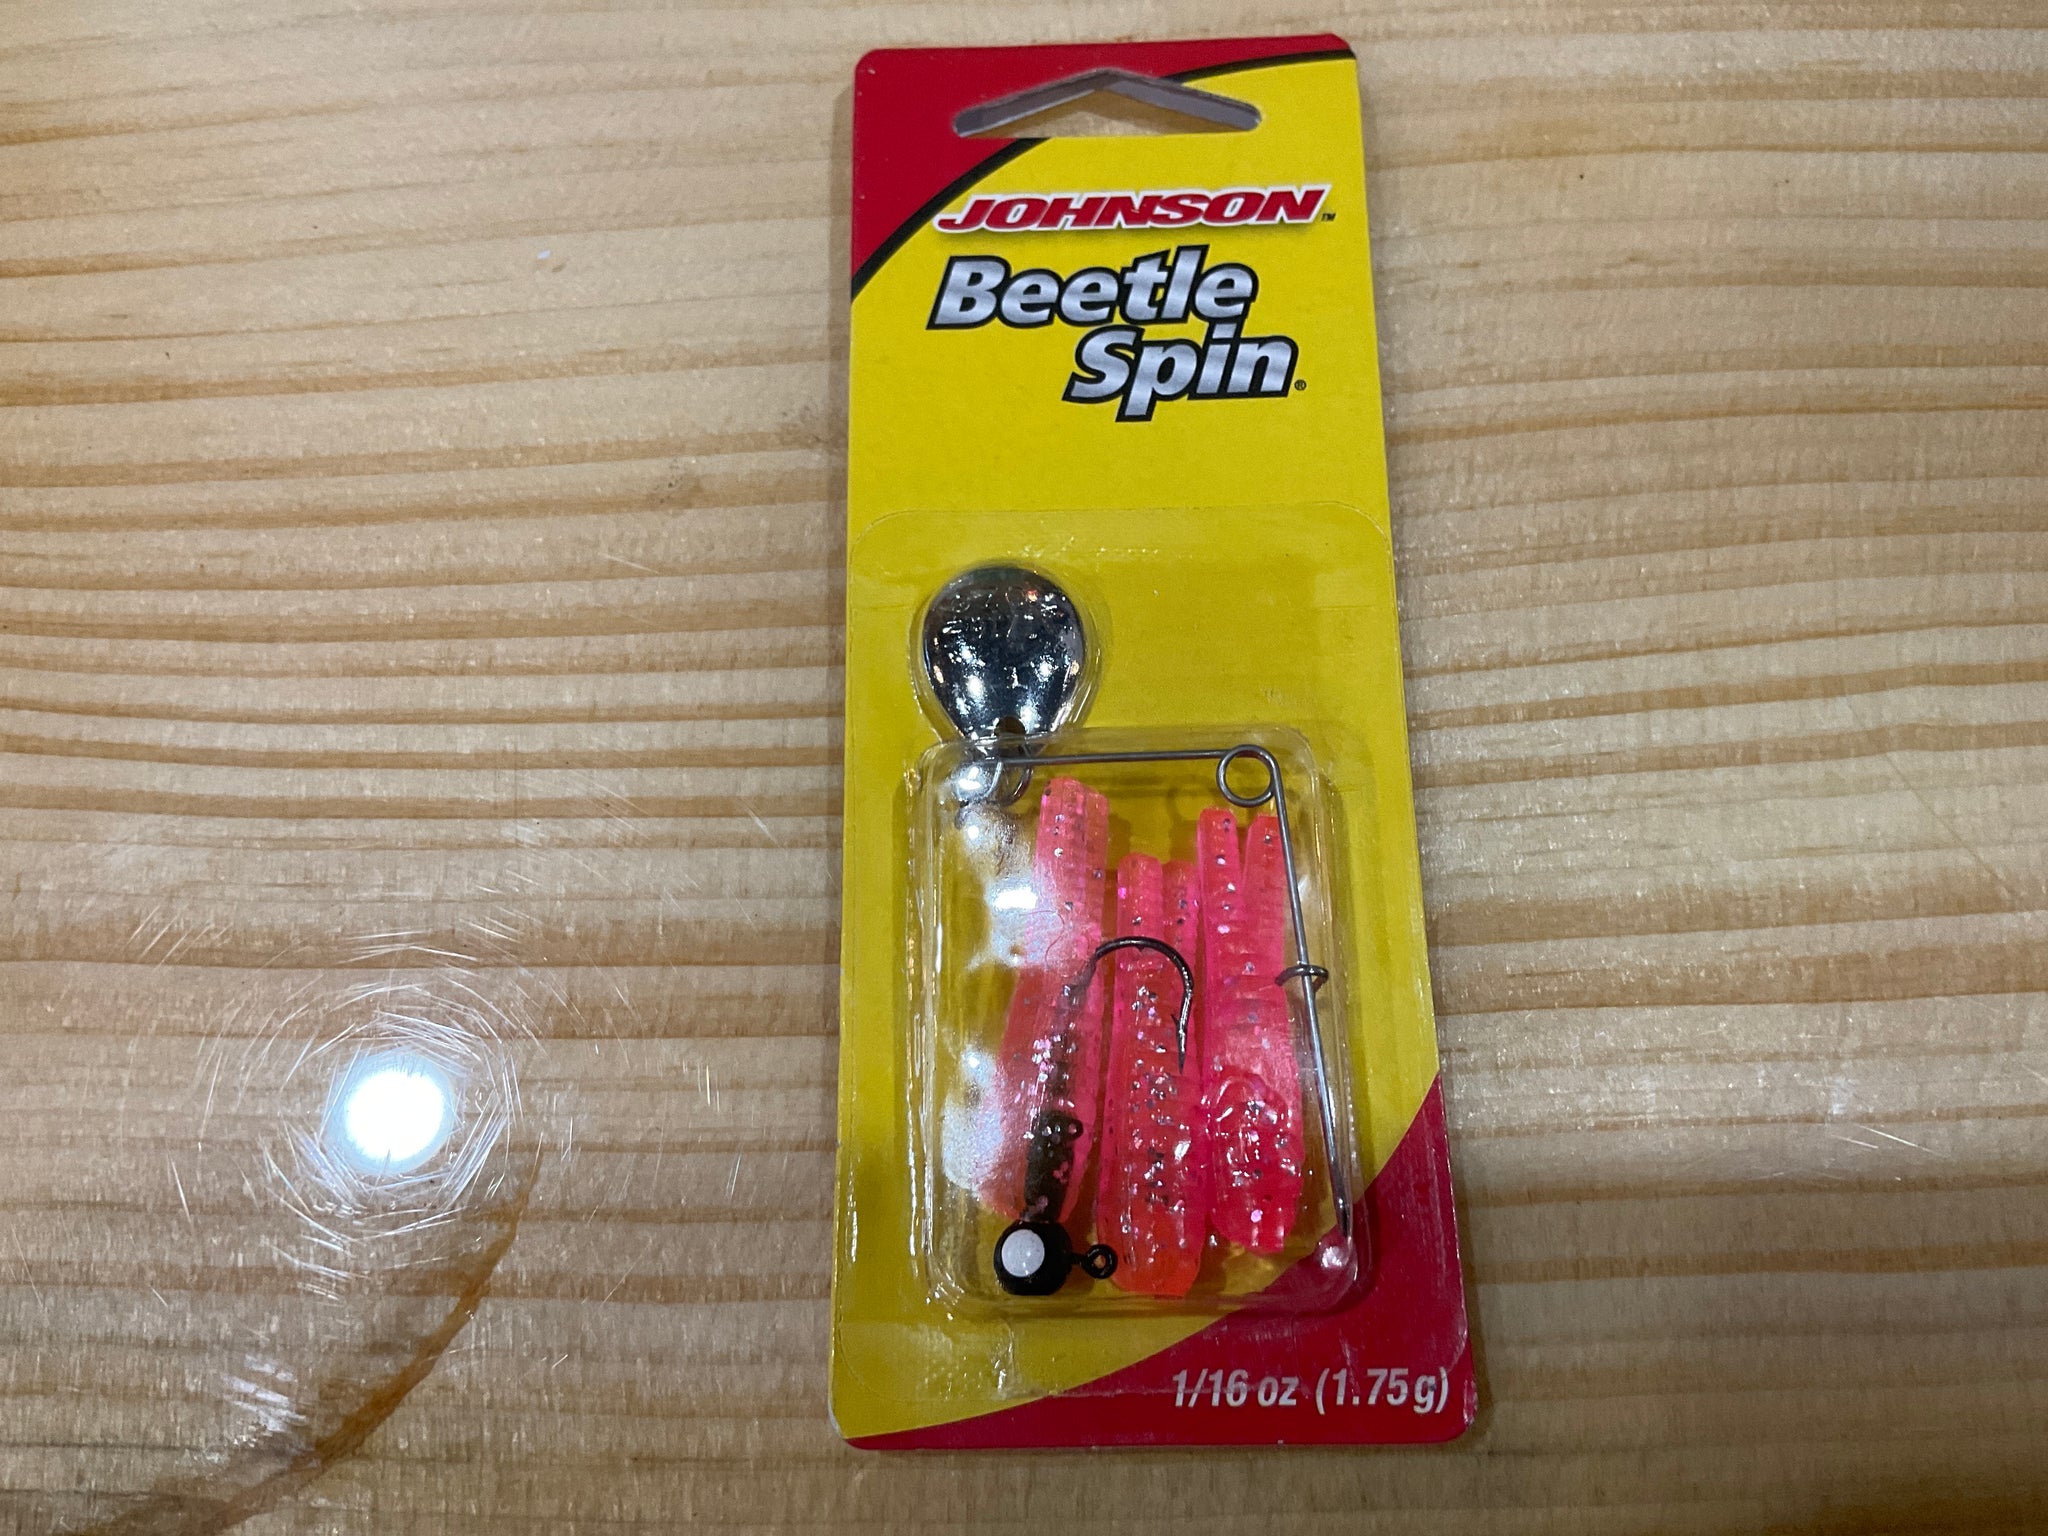 JOHNSON™
Beetle
Spin®
1/16 oz (1.75g)